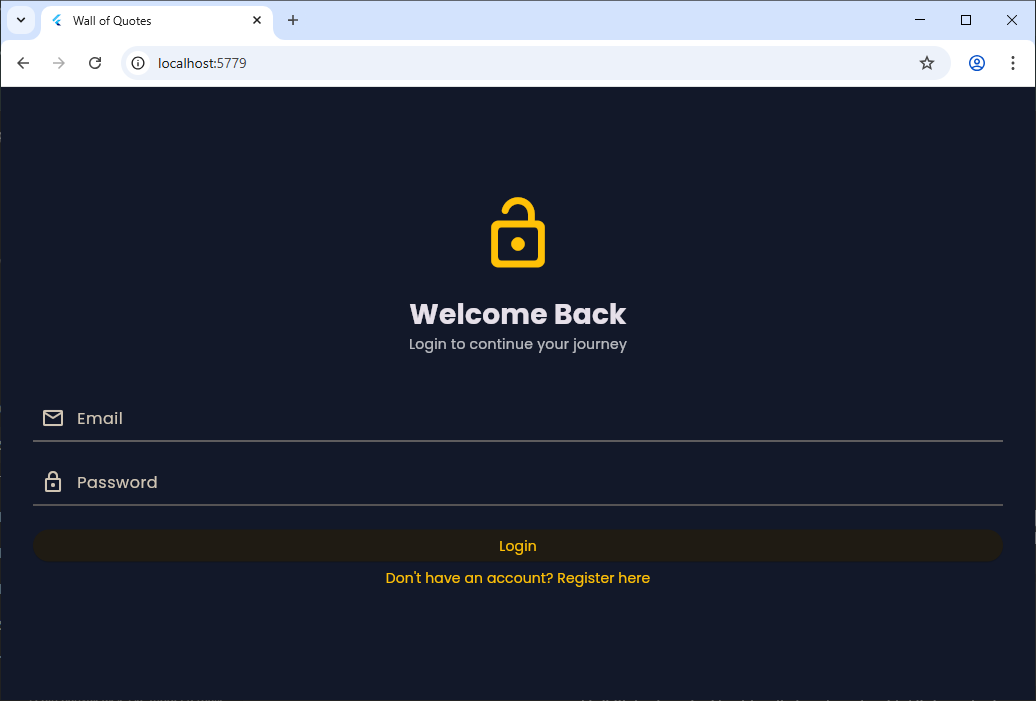 Wall of Quotes
localhost:5779
Welcome Back
Login to continue your journey
Email
Password
Login
Don't have an account? Register here